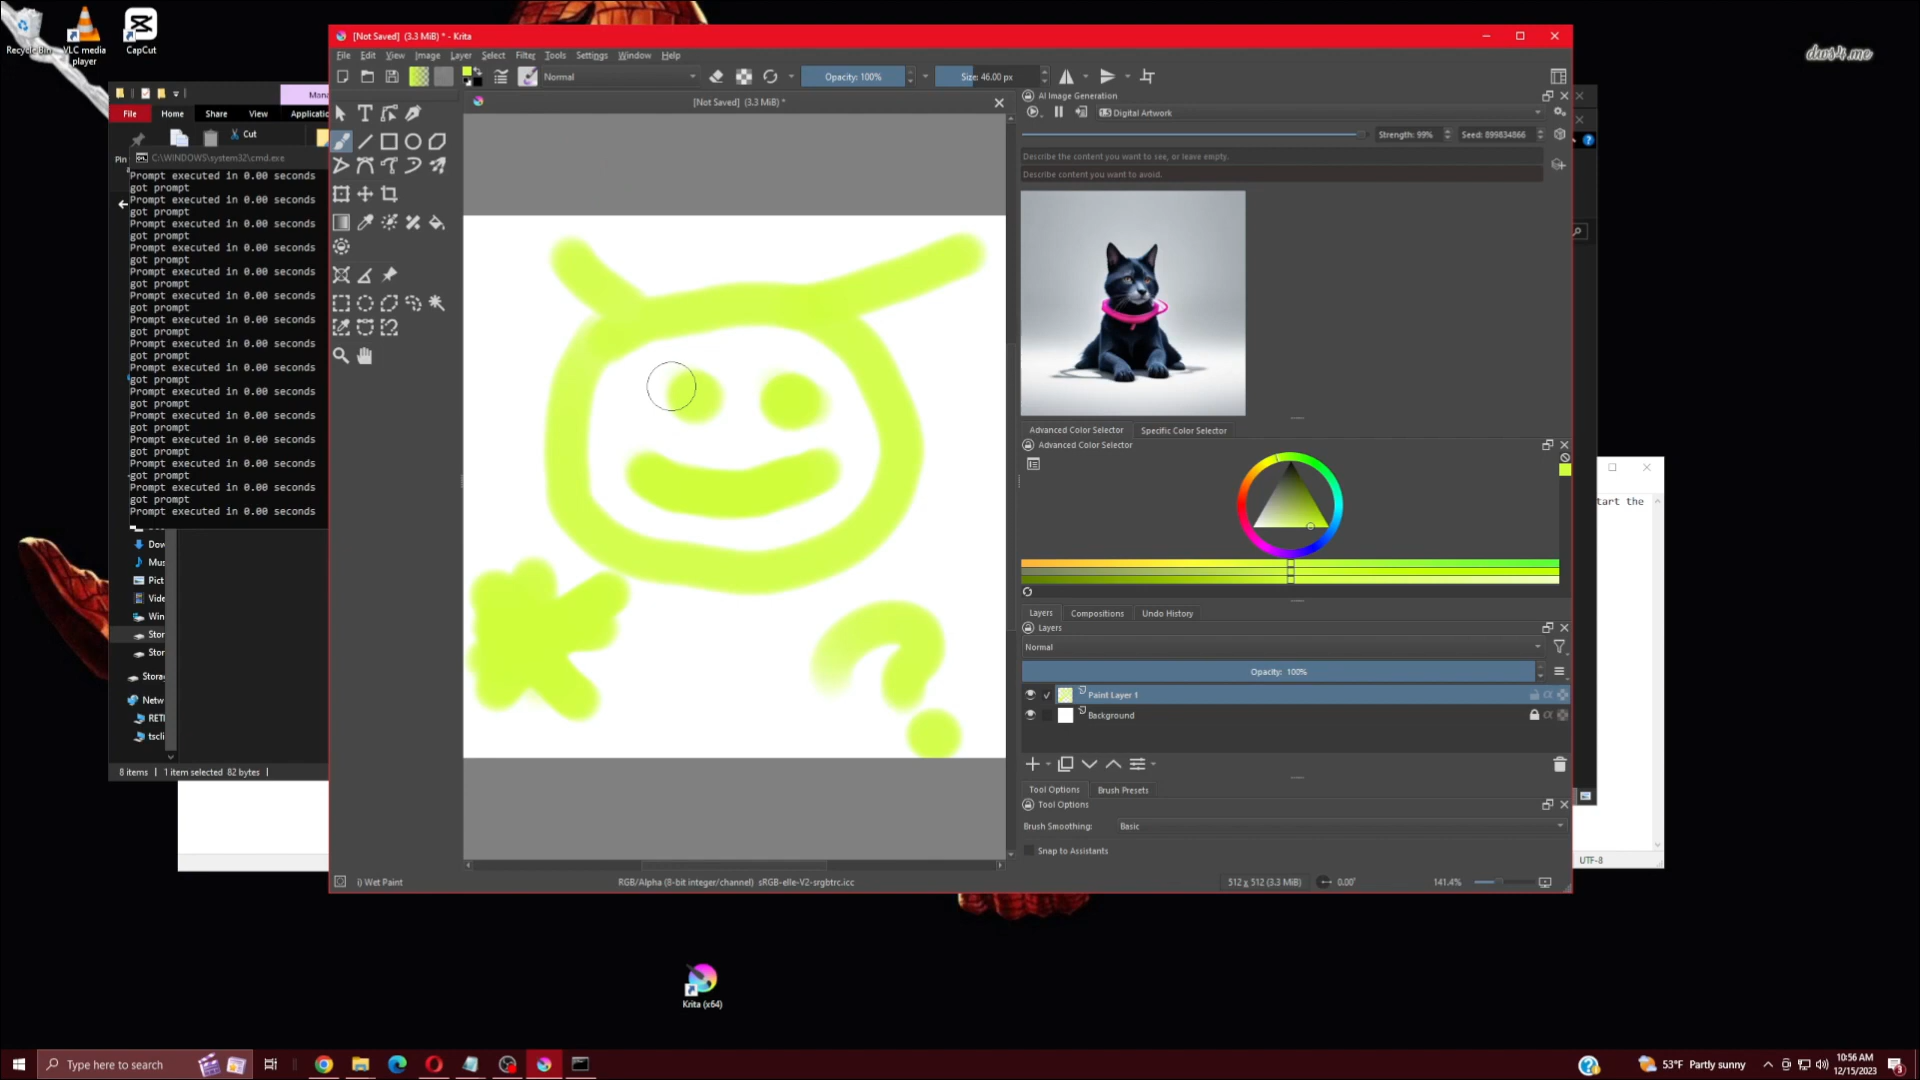 Recycle Bin
VLC media player
CapCut
dws4.me
[Not Saved] (3.3 MiB) * - Krita
File Edit View Image Layer Select Filter Tools Settings Window Help
Normal
Opacity: 100%
Size: 46.00 px
[Not Saved] (3.3 MiB) *
File Home Share View
Cut
C:\WINDOWS\system32\cmd.exe
Prompt executed in 0.00 seconds
got prompt
Prompt executed in 0.00 seconds
got prompt
Prompt executed in 0.00 seconds
got prompt
Prompt executed in 0.00 seconds
got prompt
Prompt executed in 0.00 seconds
got prompt
Prompt executed in 0.00 seconds
got prompt
Prompt executed in 0.00 seconds
got prompt
Prompt executed in 0.00 seconds
got prompt
Prompt executed in 0.00 seconds
got prompt
Prompt executed in 0.00 seconds
got prompt
Prompt executed in 0.00 seconds
got prompt
Prompt executed in 0.00 seconds
got prompt
Prompt executed in 0.00 seconds
got prompt
Prompt executed in 0.00 seconds
got prompt
Prompt executed in 0.00 seconds
8 items 1 item selected 82 bytes
AI Image Generation
Digital Artwork
Strength: 99% Seed: 899834866
Describe the content you want to see, or leave empty.
Describe content you want to avoid.
Advanced Color Selector Specific Color Selector
Advanced Color Selector
Layers Compositions Undo History
Layers
Normal
Opacity: 100%
Paint Layer 1
Background
Tool Options Brush Presets
Tool Options
Brush Smoothing: Basic
Snap to Assistants
i) Wet Paint
RGB/Alpha (8-bit integer/channel) sRGB-elle-V2-srgbtrc.icc
512 x 512 (3.3 MiB)
0.00°
141.4%
tart the
UTF-8
Krita (x64)
Type here to search
53°F Partly sunny
10:56 AM
12/15/2023